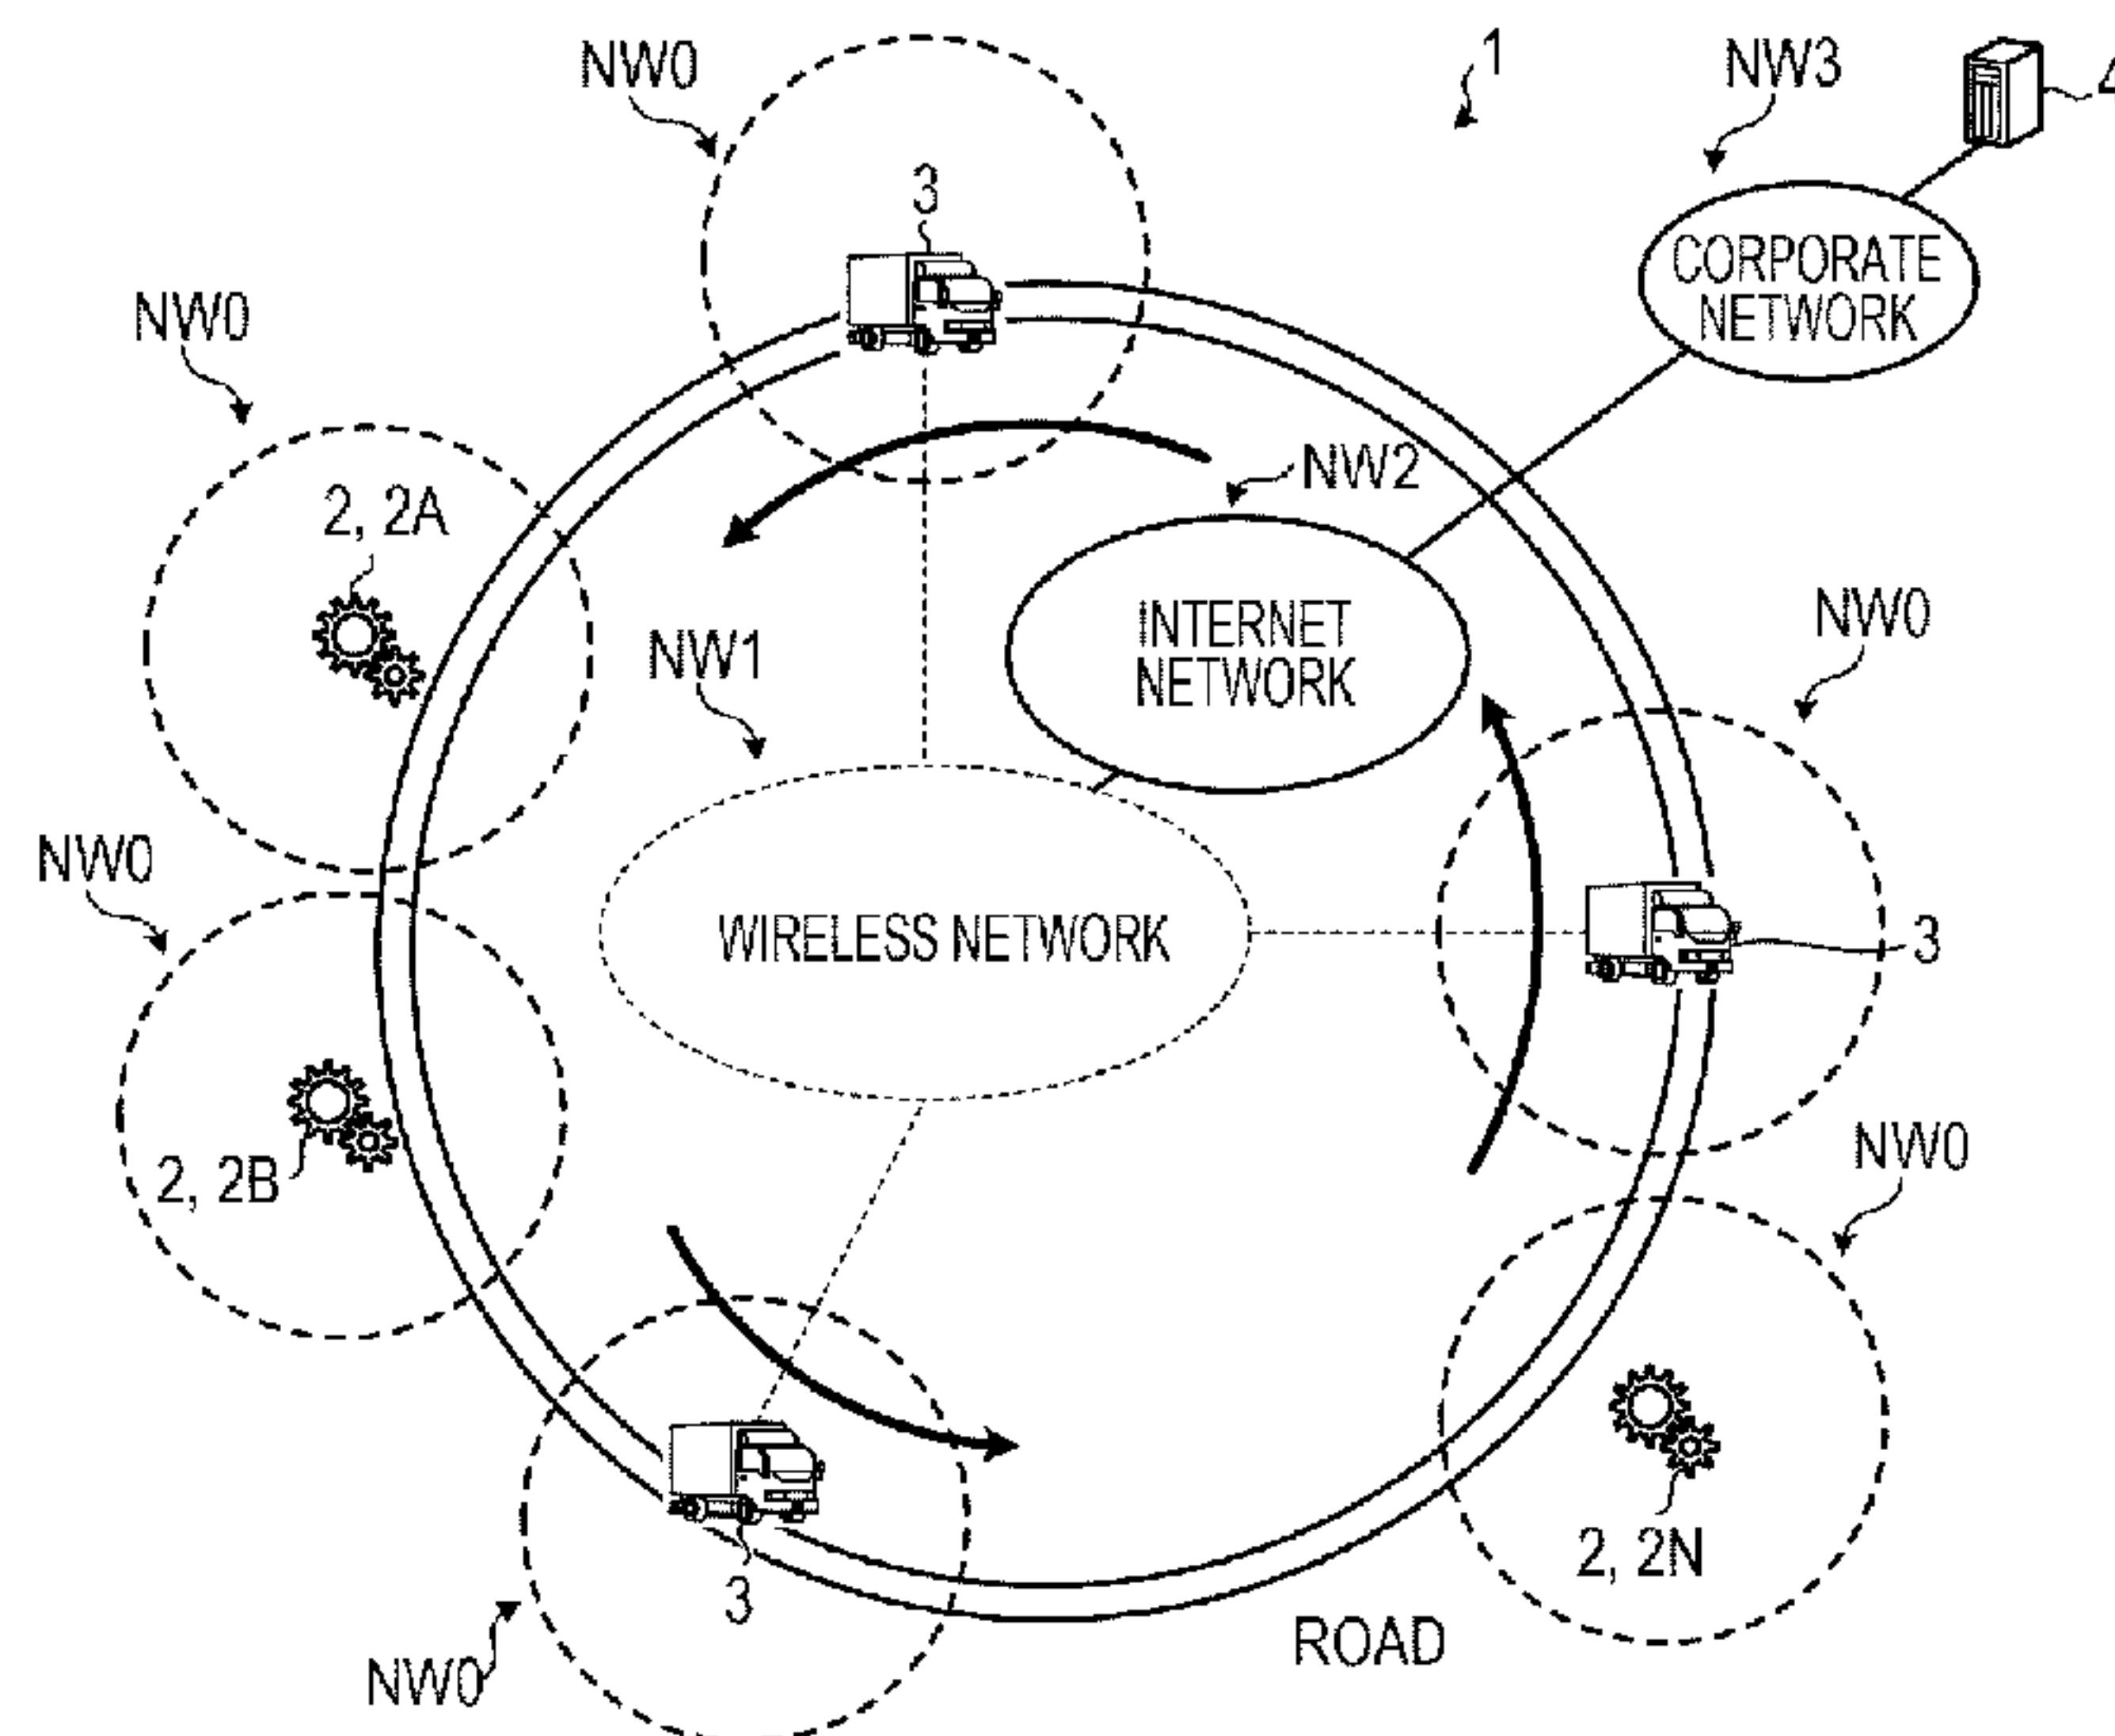 NW0
1
NW3
4
3
CORPORATE
NETWORK
NW0
2, 2A
NW2
NW1
INTERNET
NETWORK
NW0
NW0
WIRELESS NETWORK
3
NW0
2, 2B
2, 2N
3
ROAD
NW0